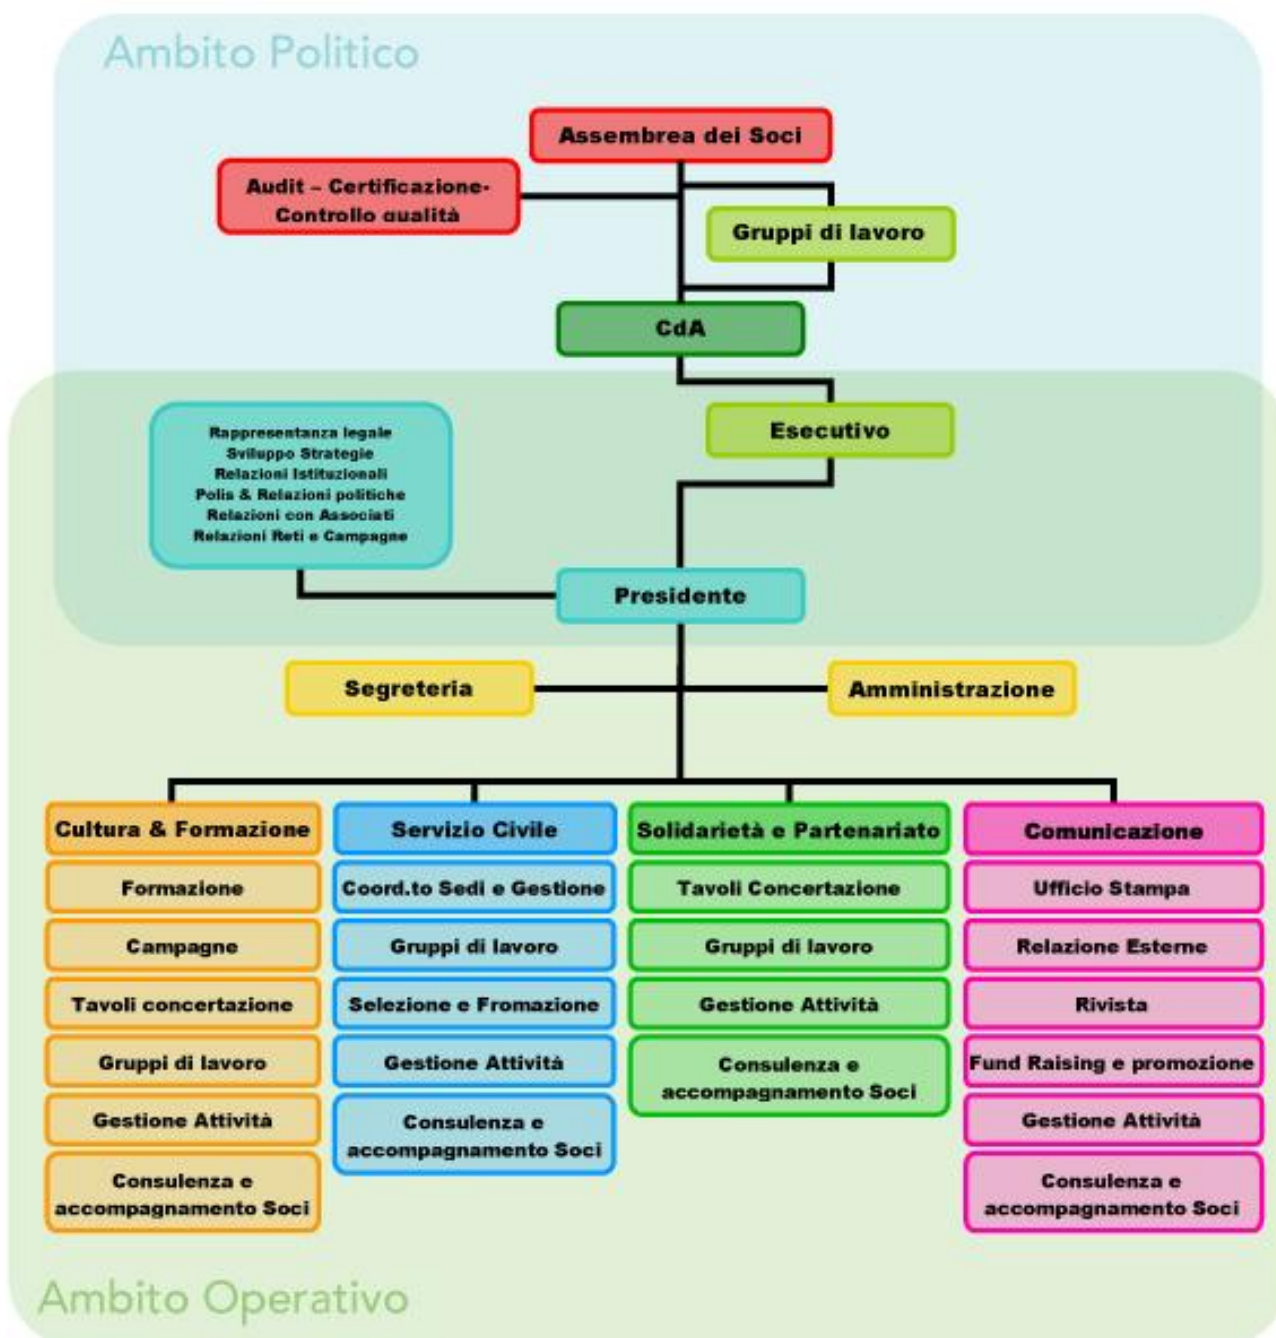 Ambito Politico
Assembrea dei Soci
Audit – Certificazione-
Controllo qualità
Gruppi di lavoro
CdA
Esecutivo
Rappresentanza legale
Sviluppo Strategie
Relazioni Istituzionali
Polis & Relazioni politiche
Relazioni con Associati
Relazioni Reti e Campagne
Presidente
Segreteria
Amministrazione
Cultura & Formazione
Formazione
Campagne
Tavoli concertazione
Gruppi di lavoro
Gestione Attività
Consulenza e
accompagnamento Soci
Servizio Civile
Coord.to Sedi e Gestione
Gruppi di lavoro
Selezione e Fromazione
Gestione Attività
Consulenza e
accompagnamento Soci
Solidarietà e Partenariato
Tavoli Concertazione
Gruppi di lavoro
Gestione Attività
Consulenza e
accompagnamento Soci
Comunicazione
Ufficio Stampa
Relazione Esterne
Rivista
Fund Raising e promozione
Gestione Attività
Consulenza e
accompagnamento Soci
Ambito Operativo